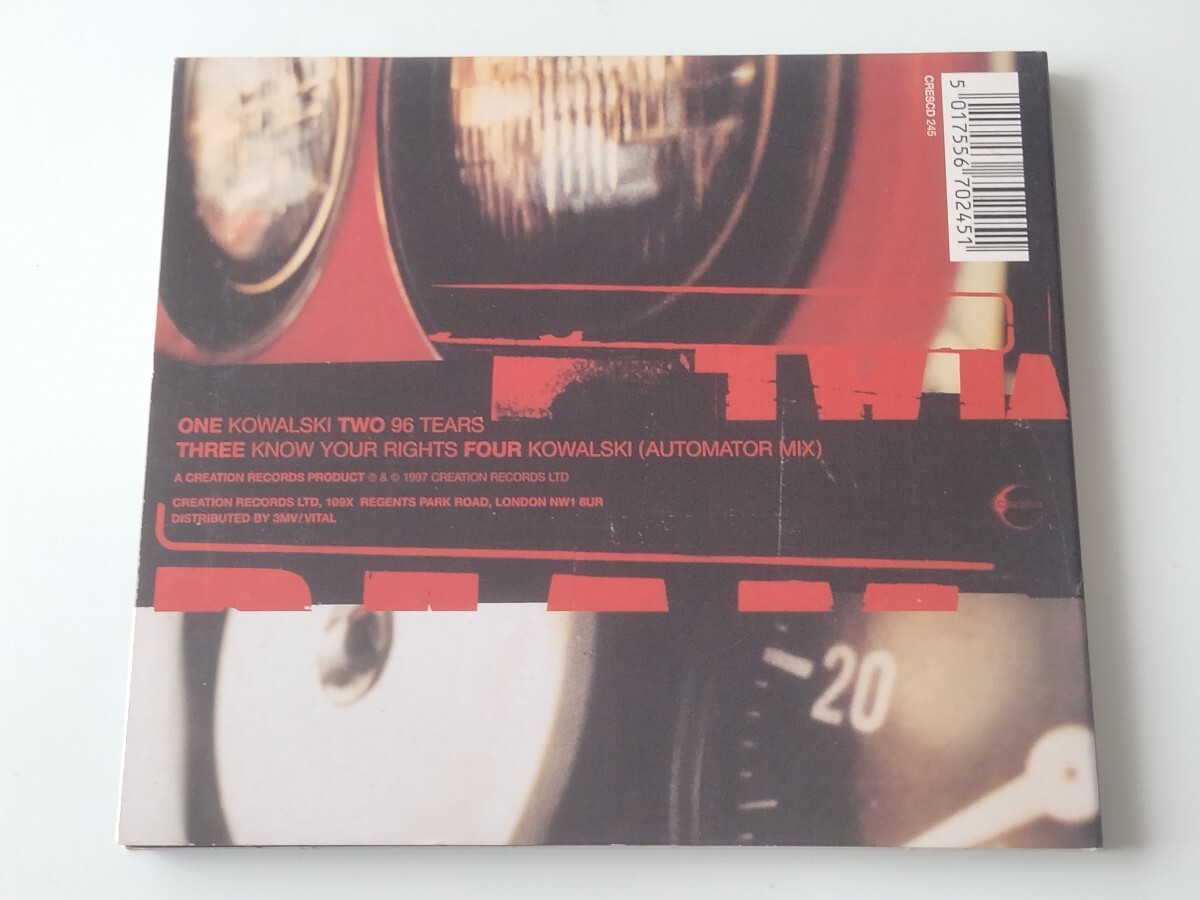 CRESCD 245
5 017556 702451
ONE KOWALSKI TWO 96 TEARS
THREE KNOW YOUR RIGHTS FOUR KOWALSKI (AUTOMATOR MIX)
A CREATION RECORDS PRODUCT ℗ & © 1997 CREATION RECORDS LTD
CREATION RECORDS LTD, 109X REGENTS PARK ROAD, LONDON NW1 8UR
DISTRIBUTED BY 3MV/VITAL
20